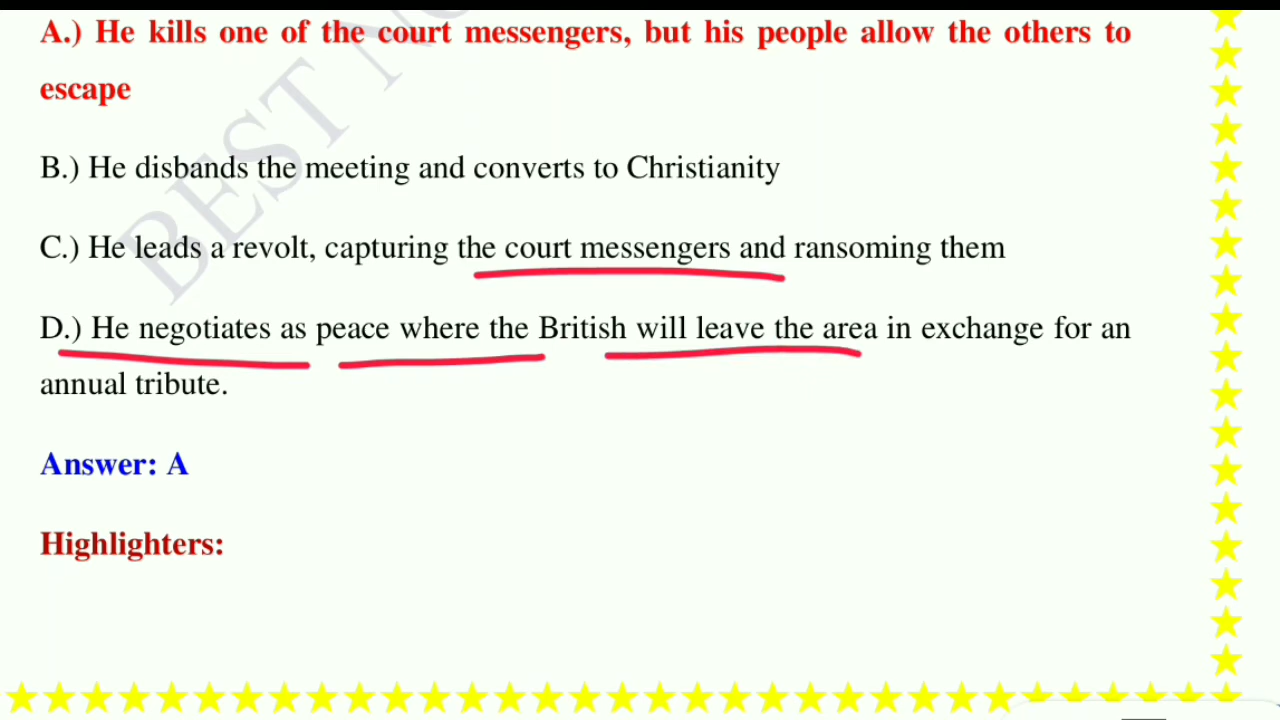 A.) He kills one of the court messengers, but his people allow the others to
escape
B.) He disbands the meeting and converts to Christianity
C.) He leads a revolt, capturing the court messengers and ransoming them
D.) He negotiates as peace where the British will leave the area in exchange for an
annual tribute.
Answer: A
Highlighters:
BEST